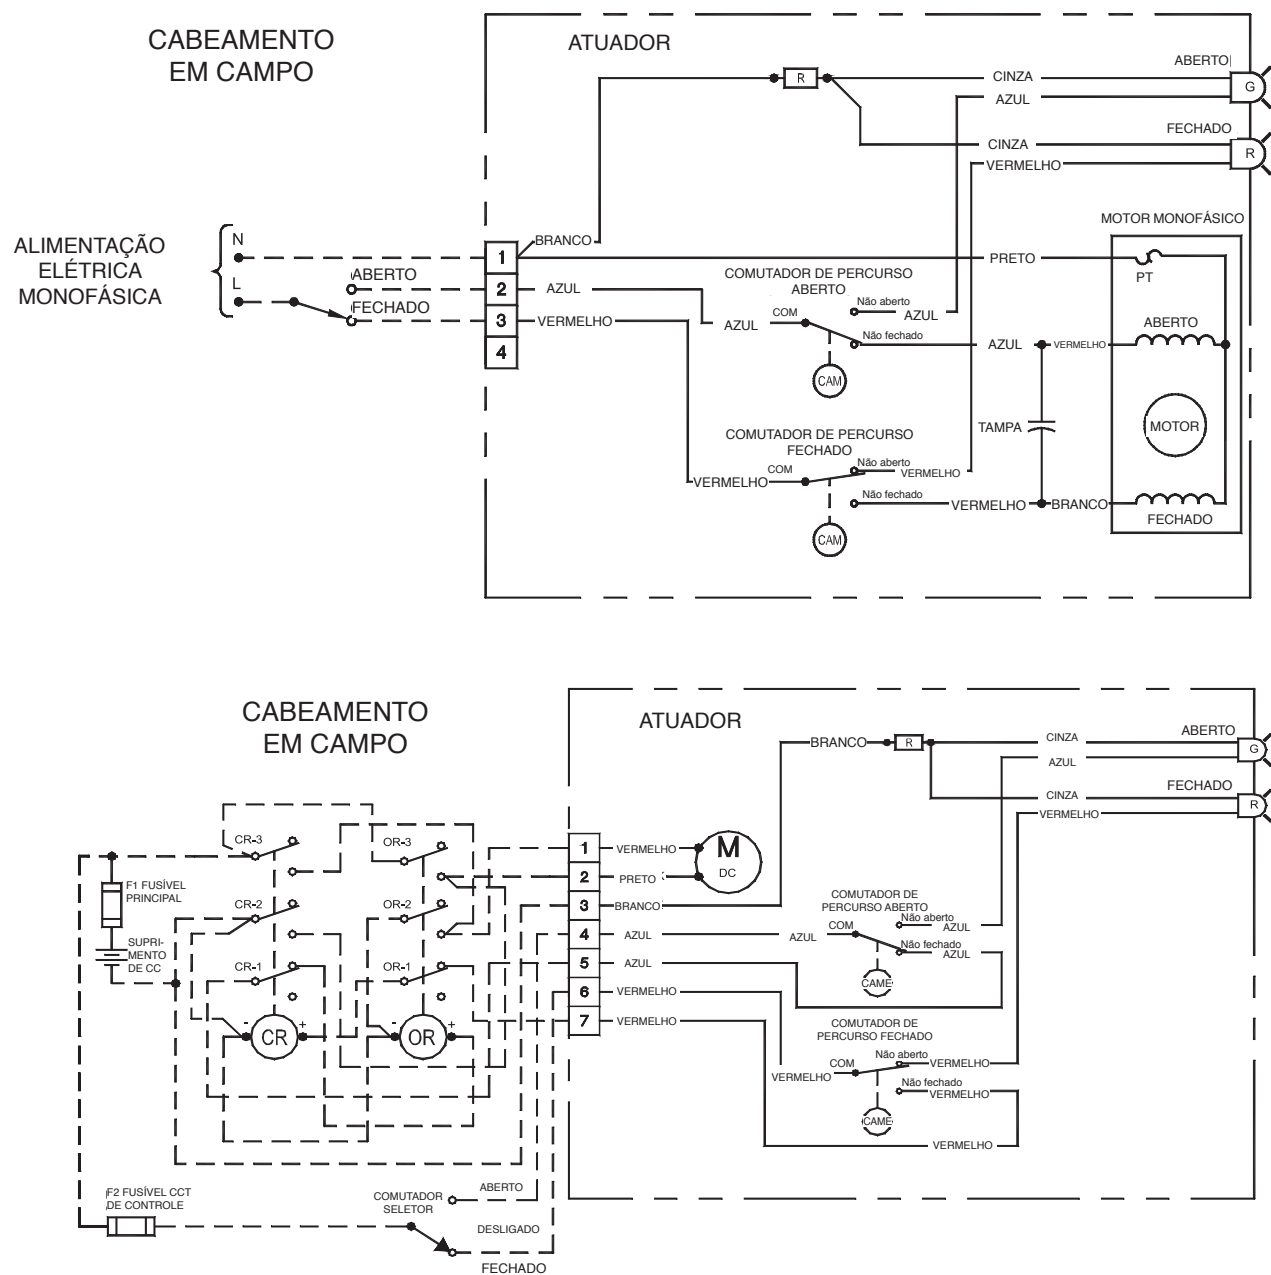 CABEAMENTO
EM CAMPO
ATUADOR
ABERTO
R
CINZA
G
AZUL
FECHADO
CINZA
R
VERMELHO
MOTOR MONOFÁSICO
ALIMENTAÇÃO
ELÉTRICA
MONOFÁSICA
N
L
ABERTO
FECHADO
1
2
3
4
BRANCO
PRETO
PT
AZUL
VERMELHO
COMUTADOR DE PERCURSO
ABERTO
COM
Não aberto
AZUL
AZUL
Não fechado
AZUL
VERMELHO
ABERTO
CAM
TAMPA
MOTOR
COMUTADOR DE PERCURSO
FECHADO
COM
Não aberto
VERMELHO
VERMELHO
Não fechado
VERMELHO
BRANCO
FECHADO
CAM
CABEAMENTO
EM CAMPO
ATUADOR
BRANCO
R
CINZA
ABERTO
G
AZUL
FECHADO
CINZA
R
VERMELHO
CR-3
OR-3
CR-2
OR-2
CR-1
OR-1
F1 FUSÍVEL
PRINCIPAL
SUPRI-
MENTO
DE CC
-
CR
+
-
OR
+
1
2
3
4
5
6
7
VERMELHO
PRETO
BRANCO
AZUL
AZUL
VERMELHO
VERMELHO
M
DC
COMUTADOR DE
PERCURSO ABERTO
COM
Não aberto
AZUL
AZUL
Não fechado
AZUL
CAME
COMUTADOR DE
PERCURSO FECHADO
COM
Não aberto
VERMELHO
VERMELHO
Não fechado
VERMELHO
CAME
VERMELHO
F2 FUSÍVEL CCT
DE CONTROLE
COMUTADOR
SELETOR
ABERTO
DESLIGADO
FECHADO